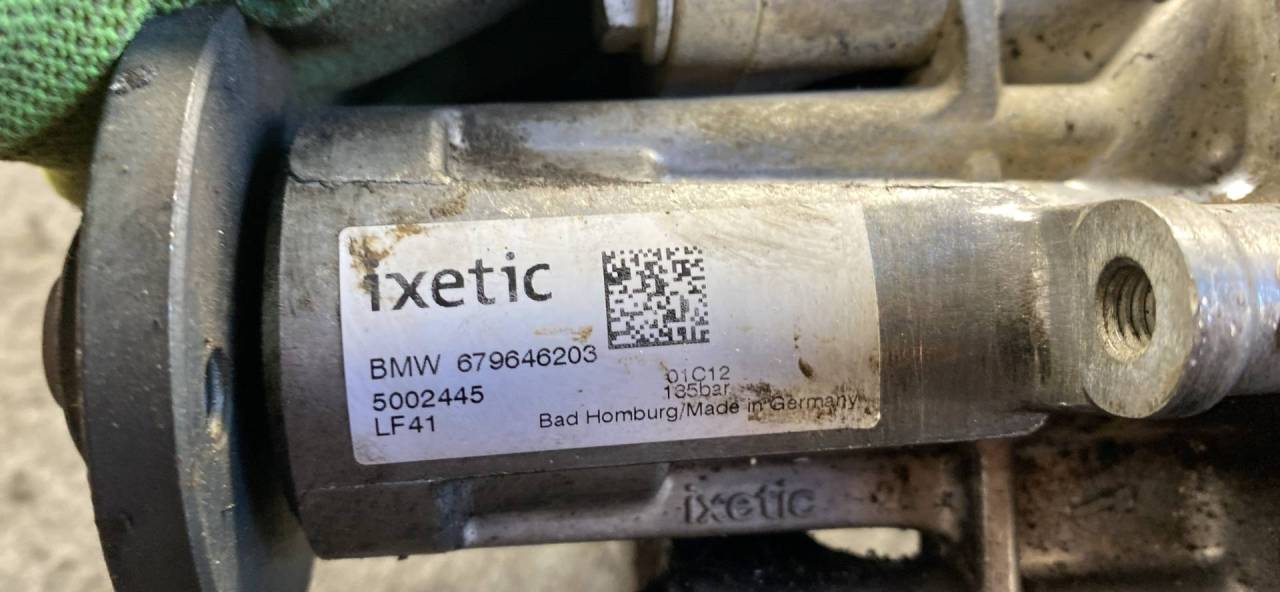 ixetic
BMW 679646203
5002445
LF41
01C12
135bar
Bad Homburg/Made in Germany
ixetic